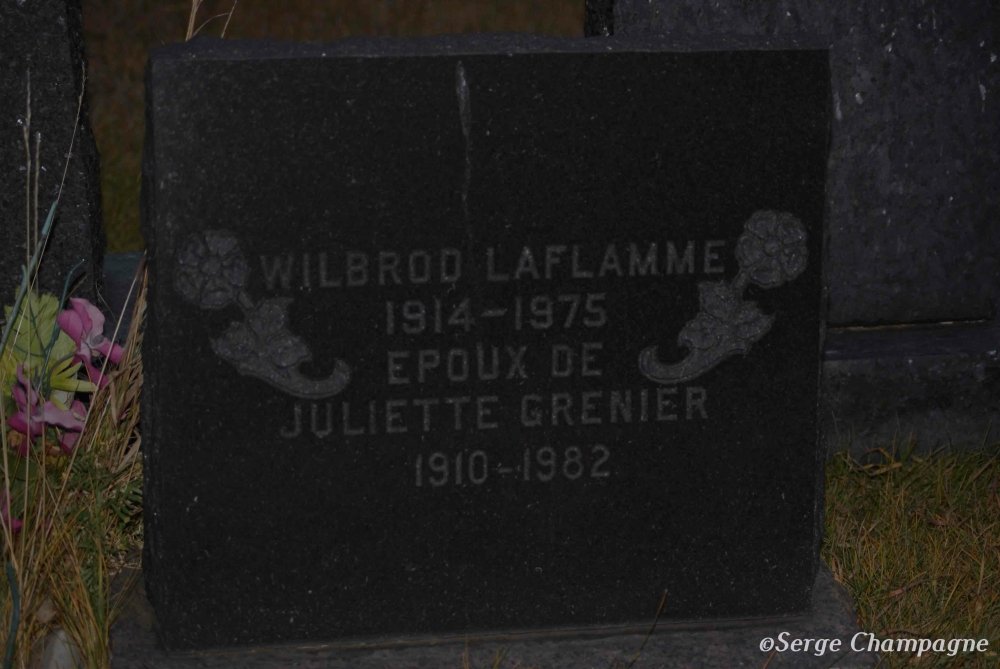 WILBROD LAFLAMME
1914-1975
EPOUX DE
JULIETTE GRENIER
1910-1982
©Serge Champagne